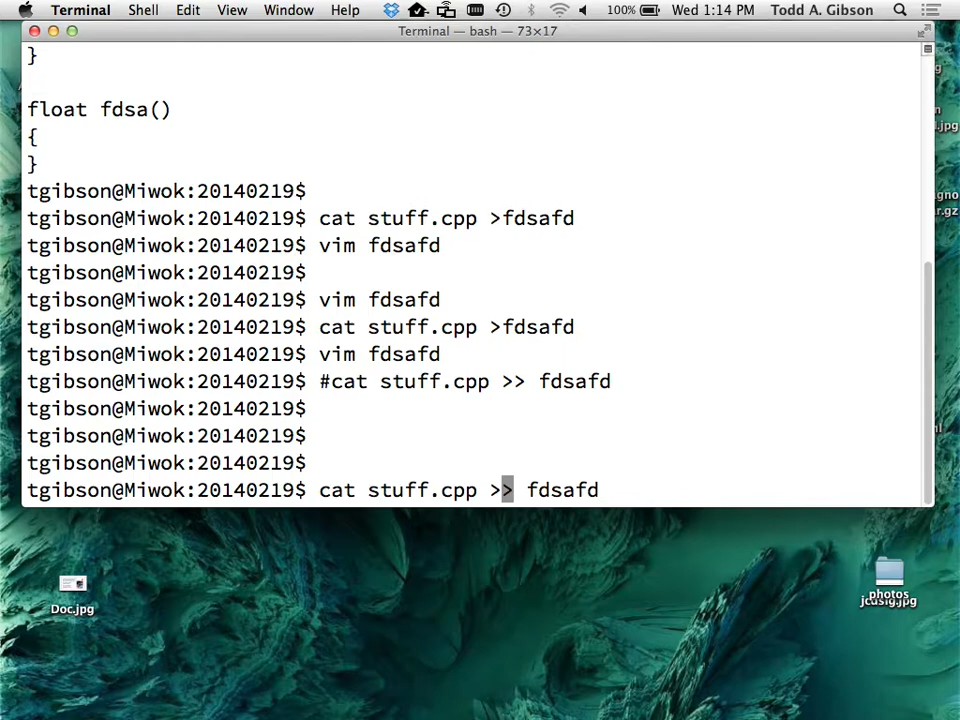 Terminal Shell Edit View Window Help 100% Wed 1:14 PM Todd A. Gibson
Terminal — bash — 73×17
}
float fdsa()
{
}
tgibson@Miwok:20140219$
tgibson@Miwok:20140219$ cat stuff.cpp >fdsafd
tgibson@Miwok:20140219$ vim fdsafd
tgibson@Miwok:20140219$
tgibson@Miwok:20140219$ vim fdsafd
tgibson@Miwok:20140219$ cat stuff.cpp >fdsafd
tgibson@Miwok:20140219$ vim fdsafd
tgibson@Miwok:20140219$ #cat stuff.cpp >> fdsafd
tgibson@Miwok:20140219$
tgibson@Miwok:20140219$
tgibson@Miwok:20140219$
tgibson@Miwok:20140219$ cat stuff.cpp >> fdsafd
Doc.jpg
photos